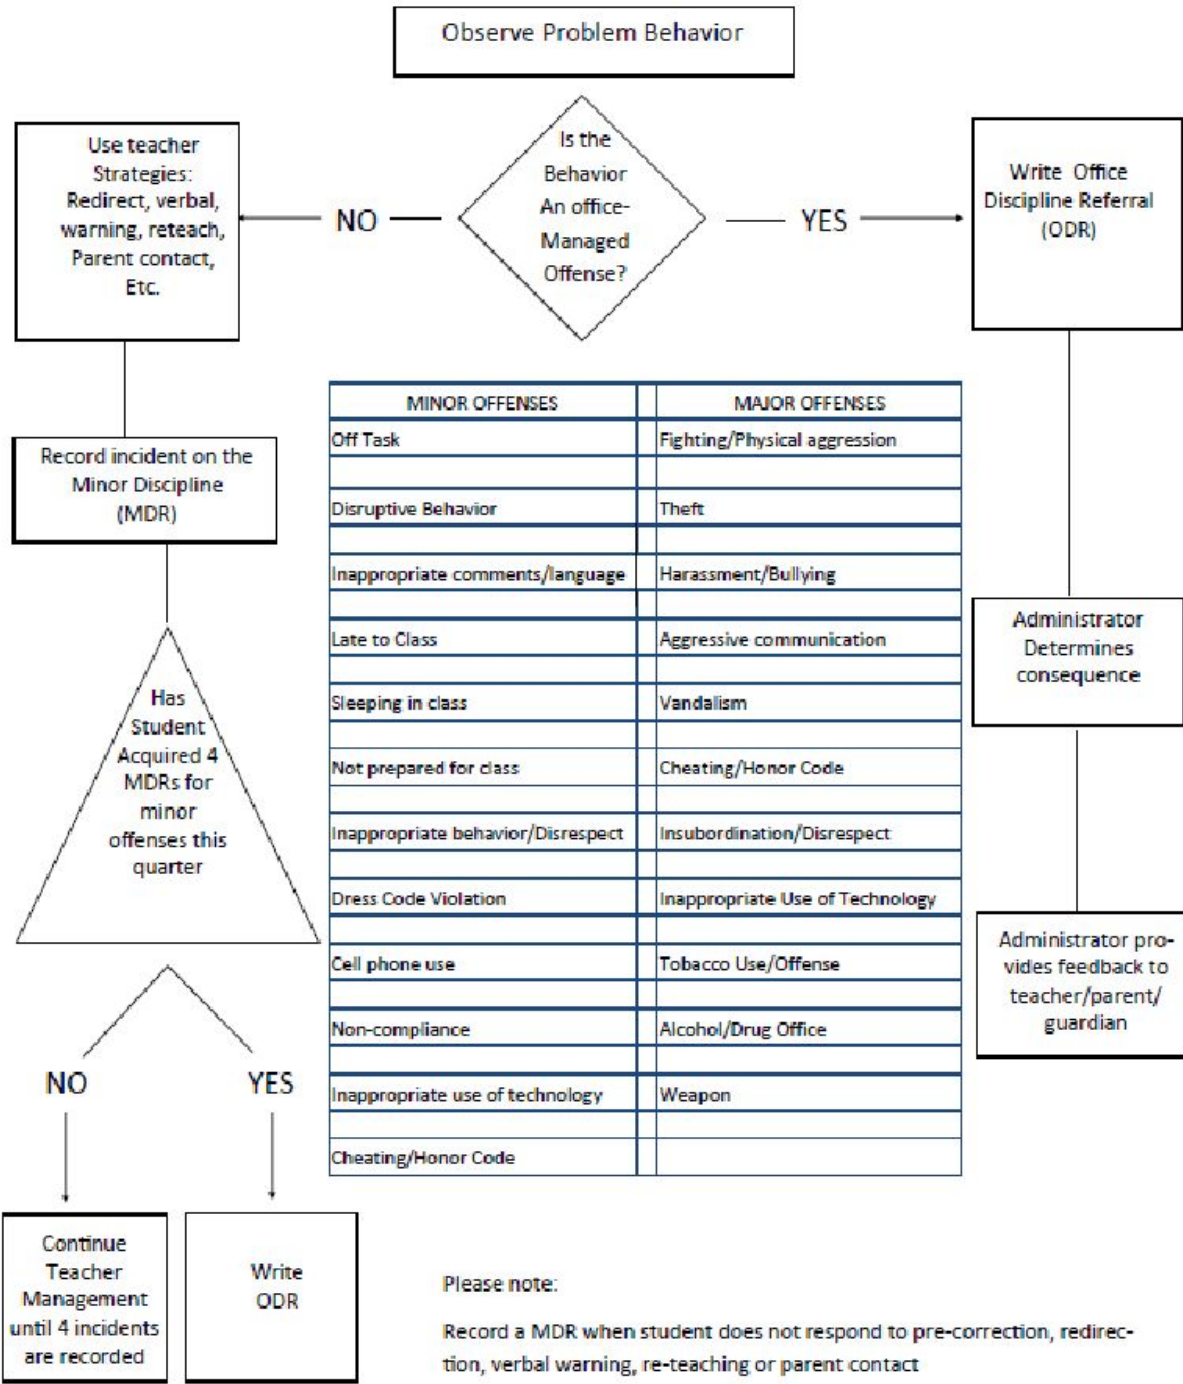 Observe Problem Behavior
Is the
Behavior
An office-
Managed
Offense?
NO
YES
Use teacher
Strategies:
Redirect, verbal,
warning, reteach,
Parent contact,
Etc.
Write Office
Discipline Referral
(ODR)
Record incident on the
Minor Discipline
(MDR)
Has
Student
Acquired 4
MDRs for
minor
offenses this
quarter
NO
YES
Continue
Teacher
Management
until 4 incidents
are recorded
Write
ODR
MINOR OFFENSES MAJOR OFFENSES
Off Task Fighting/Physical aggression
Disruptive Behavior Theft
Inappropriate comments/language Harassment/Bullying
Late to Class Aggressive communication
Sleeping in class Vandalism
Not prepared for class Cheating/Honor Code
Inappropriate behavior/Disrespect Insubordination/Disrespect
Dress Code Violation Inappropriate Use of Technology
Cell phone use Tobacco Use/Offense
Non-compliance Alcohol/Drug Office
Inappropriate use of technology Weapon
Cheating/Honor Code
Administrator
Determines
consequence
Administrator pro-
vides feedback to
teacher/parent/
guardian
Please note:
Record a MDR when student does not respond to pre-correction, redirec-
tion, verbal warning, re-teaching or parent contact